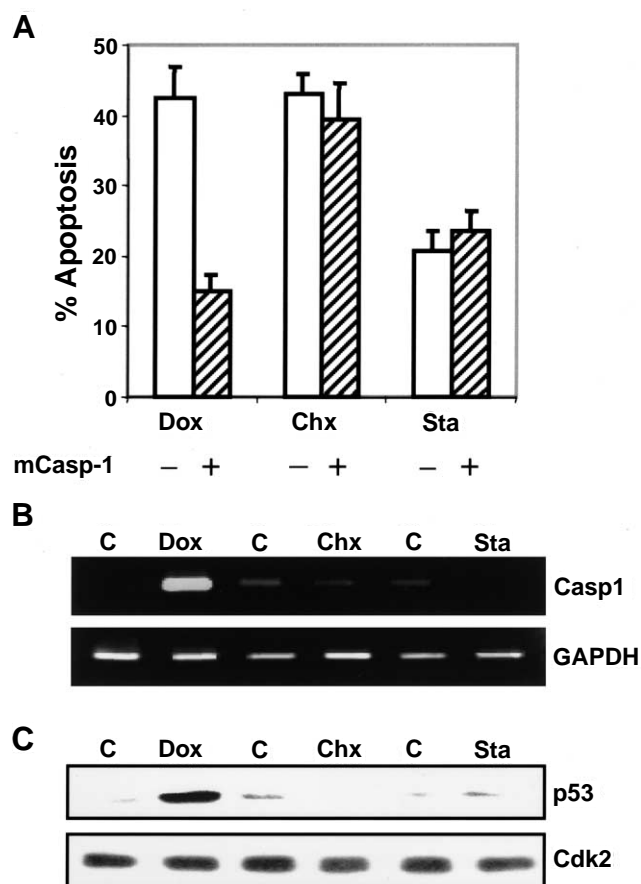 A
50
40
30
20
10
0
% Apoptosis
Dox Chx Sta
mCasp-1 – + – + – +
B
C Dox C Chx C Sta
Casp1
GAPDH
C
C Dox C Chx C Sta
p53
Cdk2